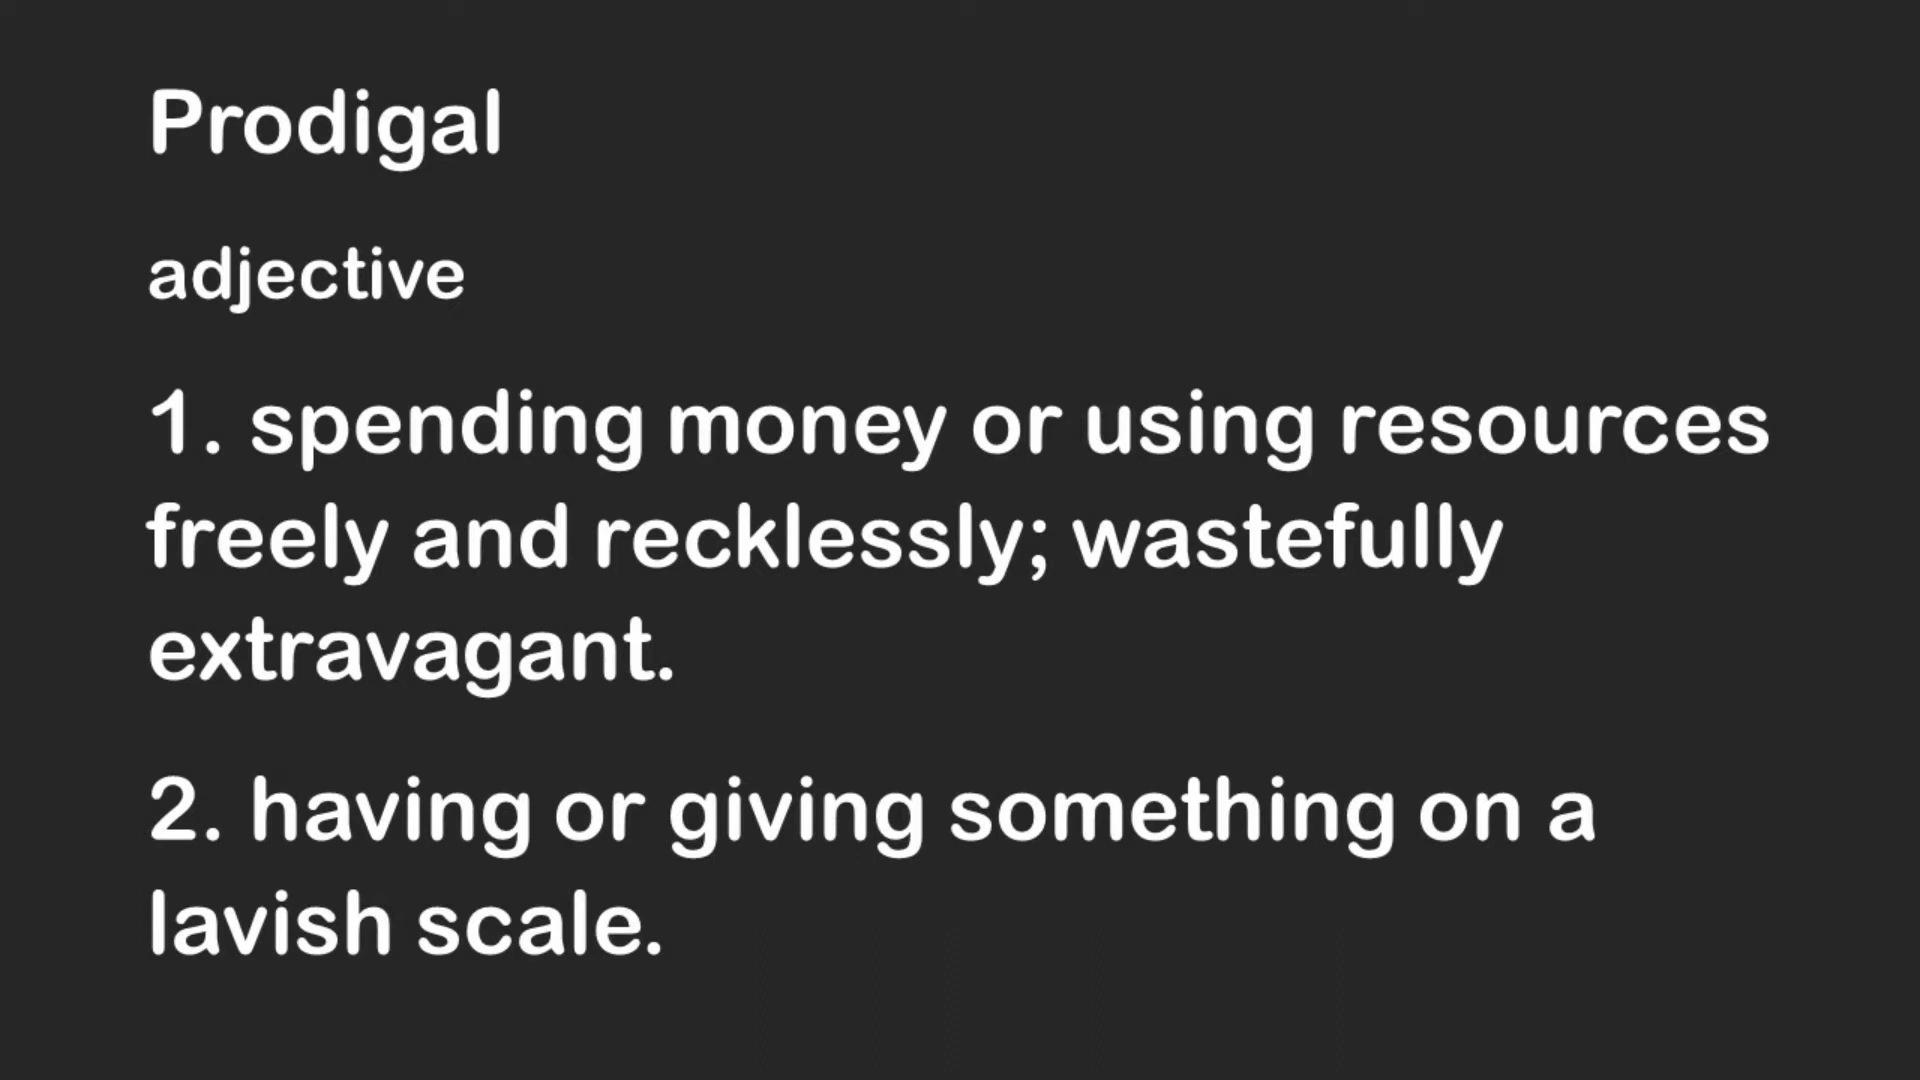 Prodigal
adjective
1. spending money or using resources
freely and recklessly; wastefully
extravagant.
2. having or giving something on a
lavish scale.